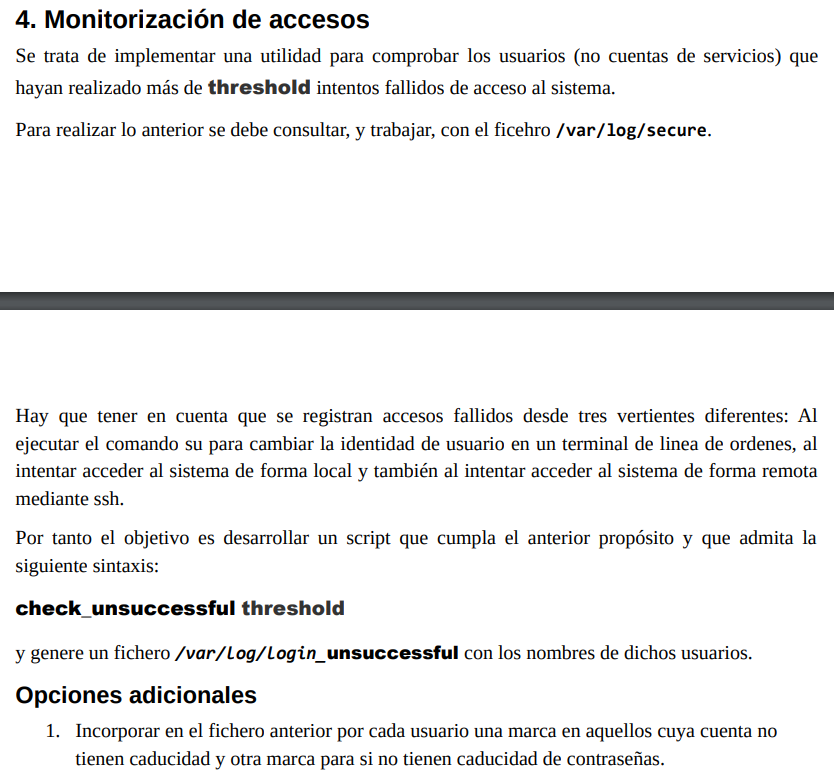 4. Monitorización de accesos
Se trata de implementar una utilidad para comprobar los usuarios (no cuentas de servicios) que
hayan realizado más de threshold intentos fallidos de acceso al sistema.
Para realizar lo anterior se debe consultar, y trabajar, con el ficehro /var/log/secure.
Hay que tener en cuenta que se registran accesos fallidos desde tres vertientes diferentes: Al
ejecutar el comando su para cambiar la identidad de usuario en un terminal de linea de ordenes, al
intentar acceder al sistema de forma local y también al intentar acceder al sistema de forma remota
mediante ssh.
Por tanto el objetivo es desarrollar un script que cumpla el anterior propósito y que admita la
siguiente sintaxis:
check_unsuccessful threshold
y genere un fichero /var/log/login_unsuccessful con los nombres de dichos usuarios.
Opciones adicionales
1. Incorporar en el fichero anterior por cada usuario una marca en aquellos cuya cuenta no
tienen caducidad y otra marca para si no tienen caducidad de contraseñas.